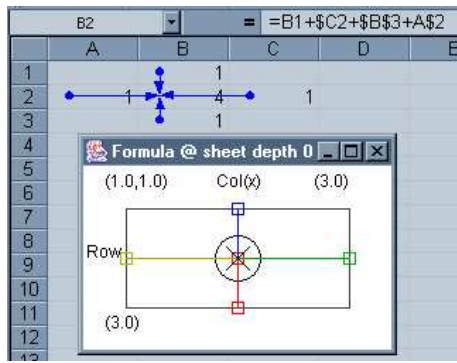 B2 = =B1+$C2+$B$3+A$2
A B C D E
1 1
2 1 4 1
3 1
4
5
6
7
8
9
10
11
12
13
Formula @ sheet depth 0
(1.0,1.0) Col(x) (3.0)
Row
(3.0)